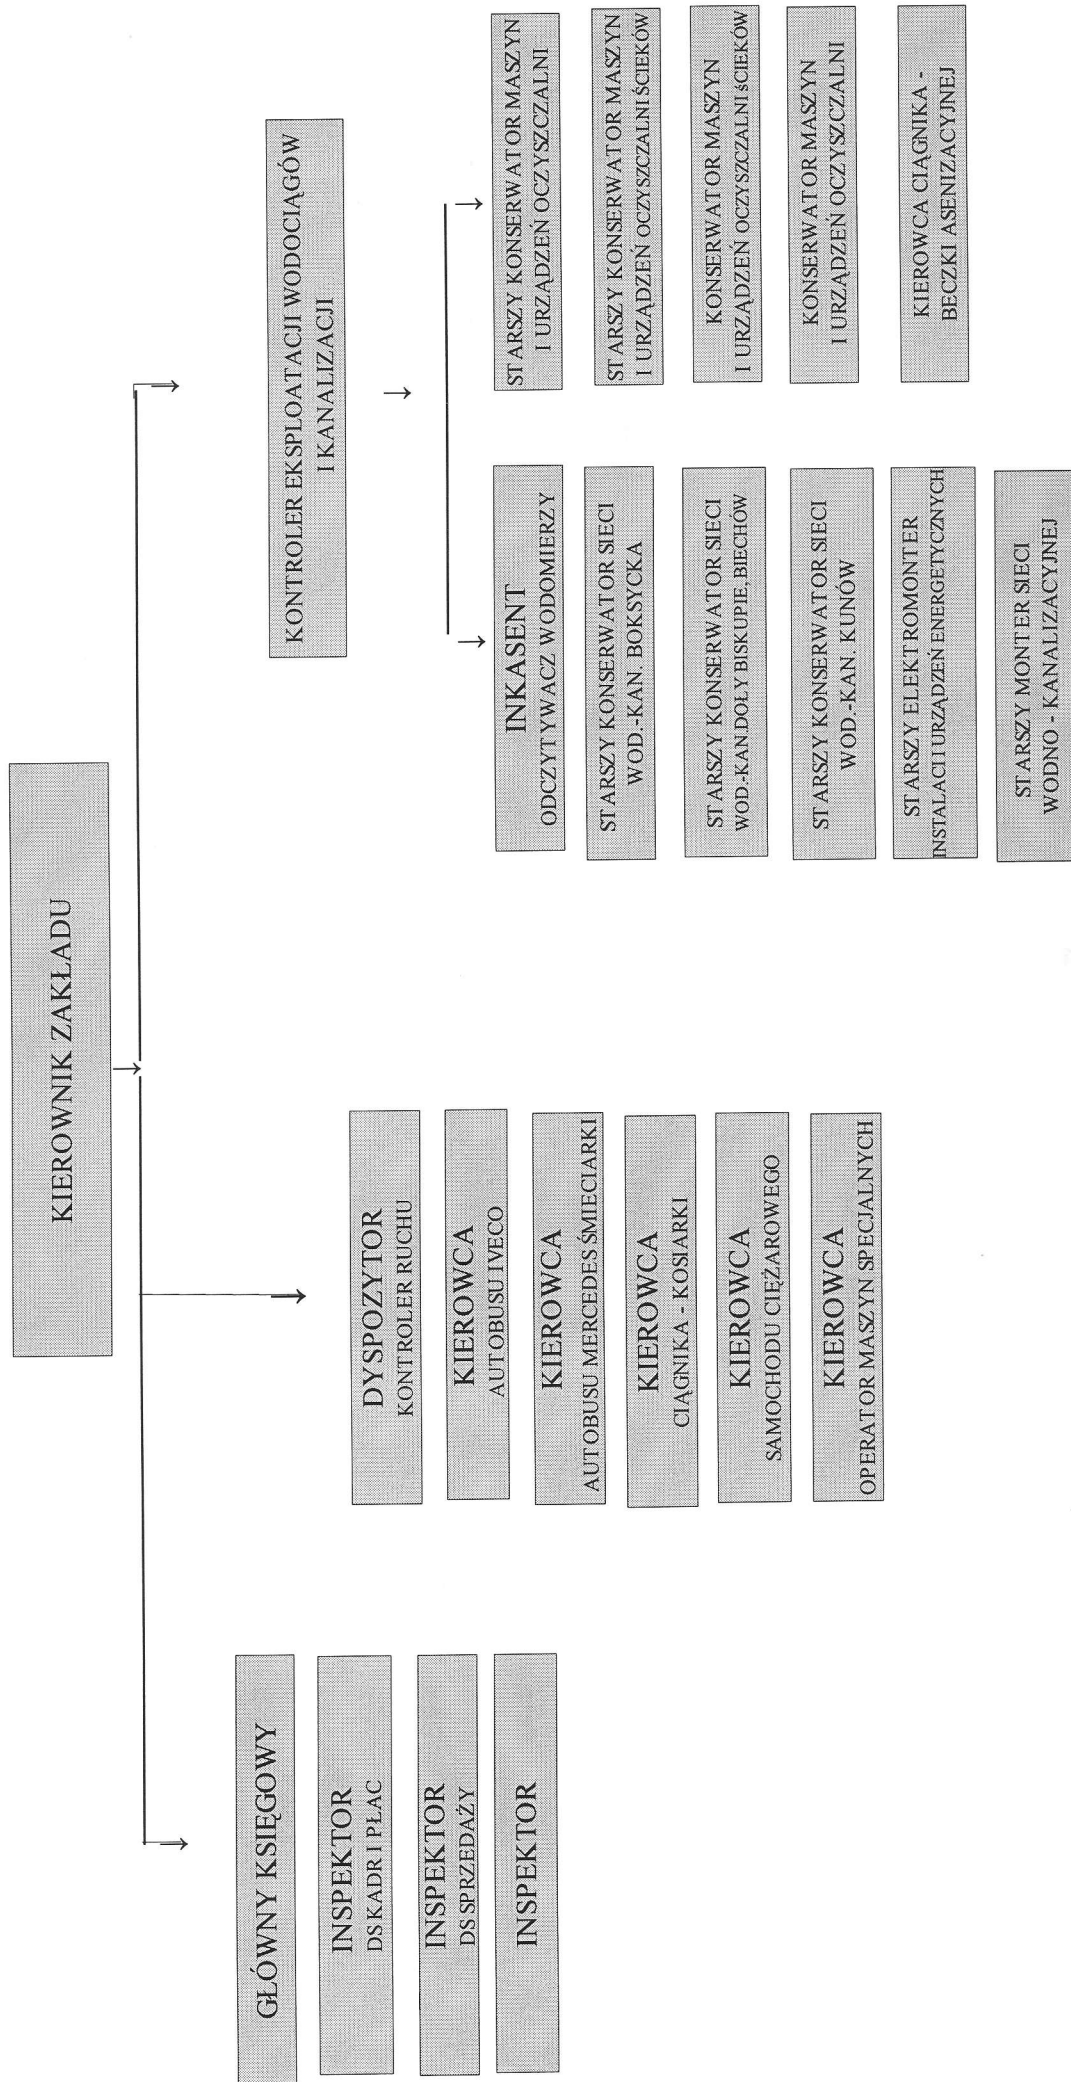 KIEROWNIK ZAKŁADU
GŁÓWNY KSIĘGOWY
INSPEKTOR
DS KADR I PŁAC
INSPEKTOR
DS SPRZEDAŻY
INSPEKTOR
DYSPOZYTOR
KONTROLER RUCHU
KIEROWCA
AUTOBUSU IVECO
KIEROWCA
AUTOBUSU MERCEDES ŚMIECIARKI
KIEROWCA
CIĄGNIKA - KOSIARKI
KIEROWCA
SAMOCHODU CIĘŻAROWEGO
KIEROWCA
OPERATOR MASZYN SPECJALNYCH
KONTROLER EKSPLOATACJI WODOCIĄGÓW
I KANALIZACJI
INKASENT
ODCZYTYWACZ WODOMIERZY
STARSZY KONSERWATOR SIECI
WOD.-KAN. BOKSYCKA
STARSZY KONSERWATOR SIECI
WOD.-KAN DOŁY BISKUPIE, BIECHÓW
STARSZY KONSERWATOR SIECI
WOD.-KAN. KUNÓW
STARSZY ELEKTROMONTER
INSTALACI I URZĄDZEŃ ENERGETYCZNYCH
STARSZY MONTER SIECI
WODNO - KANALIZACYJNEJ
STARSZY KONSERWATOR MASZYN
I URZĄDZEŃ OCZYSZCZALNI
STARSZY KONSERWATOR MASZYN
I URZĄDZEŃ OCZYSZCZALNI ŚCIEKÓW
KONSERWATOR MASZYN
I URZĄDZEŃ OCZYSZCZALNI ŚCIEKÓW
KONSERWATOR MASZYN
I URZĄDZEŃ OCZYSZCZALNI
KIEROWCA CIĄGNIKA -
BECZKI ASENIZACYJNEJ